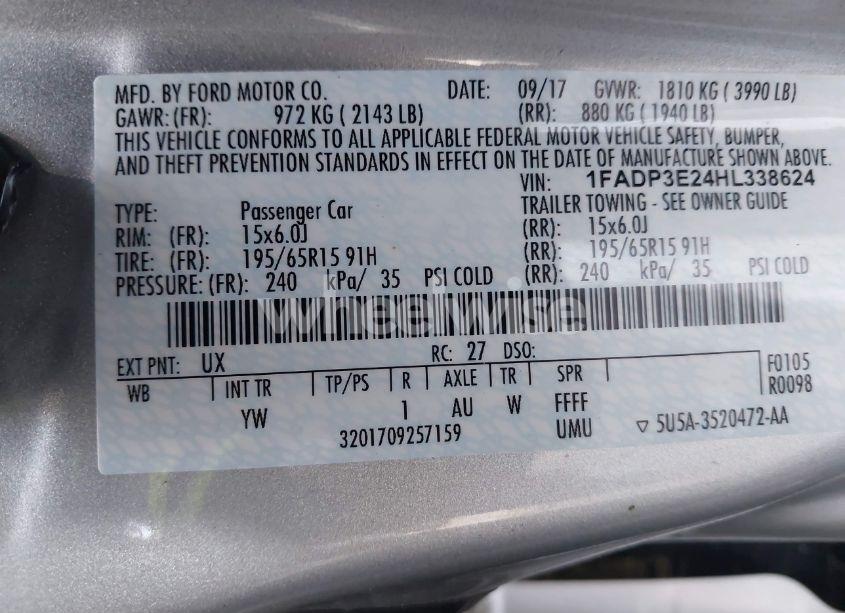 MFD. BY FORD MOTOR CO. DATE: 09/17 GVWR: 1810 KG ( 3990 LB)
GAWR: (FR): 972 KG ( 2143 LB) (RR): 880 KG ( 1940 LB)
THIS VEHICLE CONFORMS TO ALL APPLICABLE FEDERAL MOTOR VEHICLE SAFETY, BUMPER,
AND THEFT PREVENTION STANDARDS IN EFFECT ON THE DATE OF MANUFACTURE SHOWN ABOVE.
VIN: 1FADP3E24HL338624
TYPE: Passenger Car TRAILER TOWING - SEE OWNER GUIDE
RIM: (FR): 15x6.0J (RR): 15x6.0J
TIRE: (FR): 195/65R15 91H (RR): 195/65R15 91H
PRESSURE: (FR): 240 kPa/ 35 PSI COLD (RR): 240 kPa/ 35 PSI COLD
wheelwise
EXT PNT: UX RC: 27 DSO:
WB INT TR TP/PS R AXLE TR SPR F0105
YW 1 AU W FFFF R0098
3201709257159 UMU 5U5A-3520472-AA